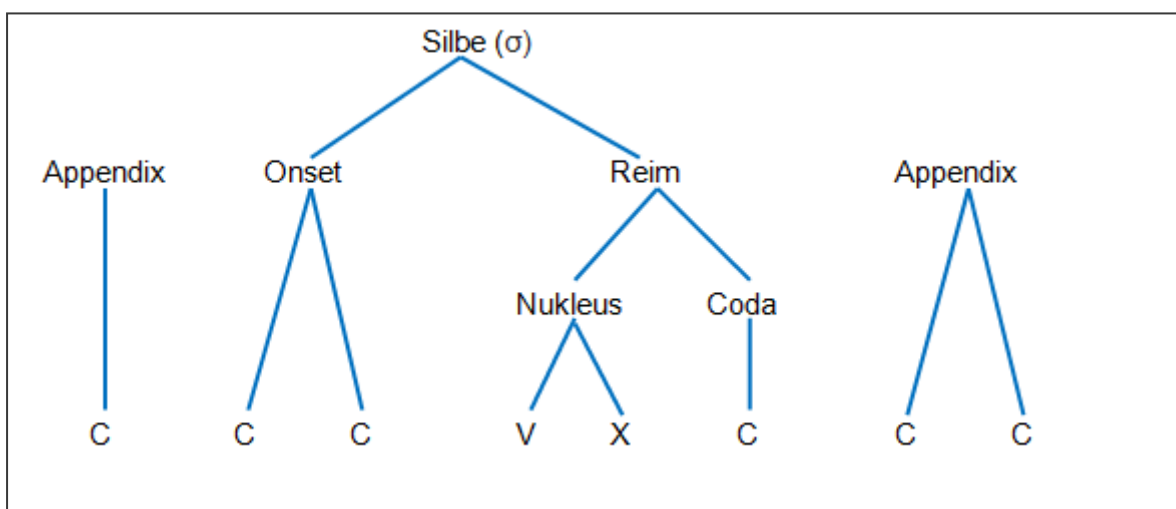 Silbe (σ)
Appendix Onset Reim Appendix
Nukleus Coda
C C C V X C C C